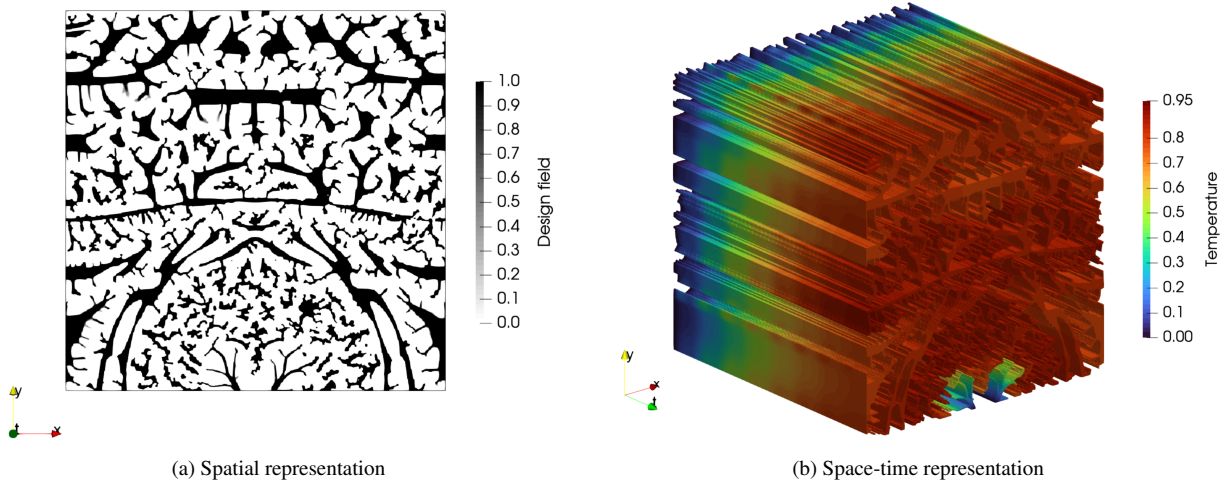 1.0
0.9
0.8
0.7
0.6
0.5
0.4
0.3
0.2
0.1
0.0
Design field
y
t
x
(a) Spatial representation
0.95
0.8
0.7
0.6
0.5
0.4
0.3
0.2
0.1
0.00
Temperature
y
x
t
(b) Space-time representation